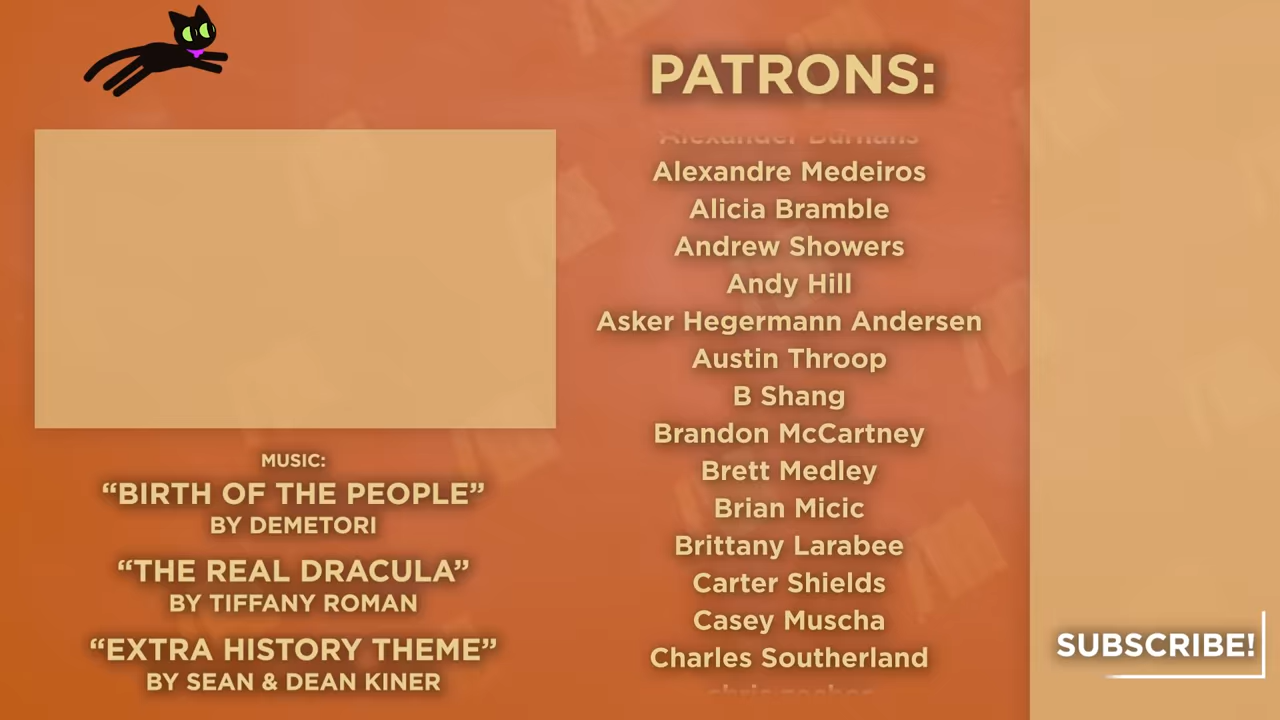 PATRONS:
Alexandre Medeiros
Alicia Bramble
Andrew Showers
Andy Hill
Asker Hegermann Andersen
Austin Throop
B Shang
Brandon McCartney
Brett Medley
Brian Micic
Brittany Larabee
Carter Shields
Casey Muscha
Charles Southerland
MUSIC:
“BIRTH OF THE PEOPLE”
BY DEMETORI
“THE REAL DRACULA”
BY TIFFANY ROMAN
“EXTRA HISTORY THEME”
BY SEAN & DEAN KINER
SUBSCRIBE!